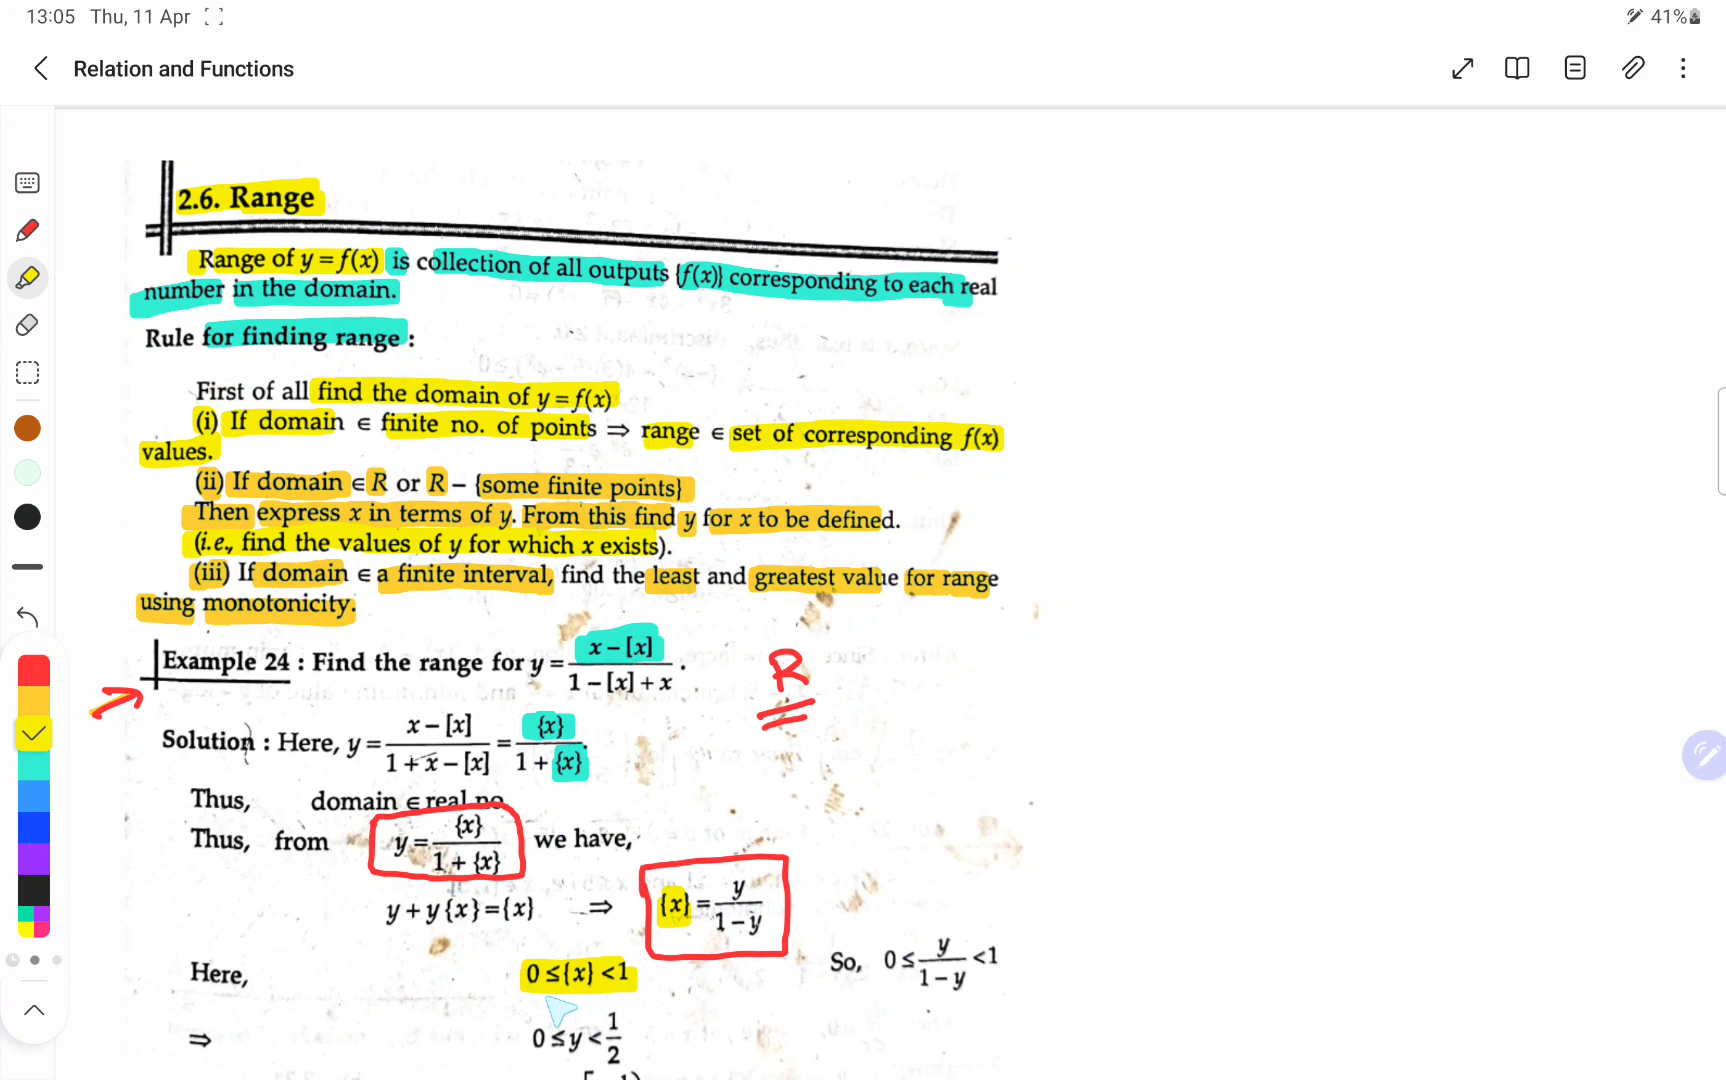 13:05 Thu, 11 Apr
41%
Relation and Functions
2.6. Range
Range of y = f(x) is collection of all outputs {f(x)} corresponding to each real
number in the domain.
Rule for finding range :
First of all find the domain of y = f(x)
(i) If domain ∈ finite no. of points ⇒ range ∈ set of corresponding f(x)
values.
(ii) If domain ∈ R or R – {some finite points}
Then express x in terms of y. From this find y for x to be defined.
(i.e., find the values of y for which x exists).
(iii) If domain ∈ a finite interval, find the least and greatest value for range
using monotonicity.
Example 24 : Find the range for y = (x – [x])/(1 – [x] + x) .
R
Solution : Here, y = (x – [x])/(1 + x – [x]) = {x}/(1 + {x}) .
Thus, domain ∈ real no.
Thus, from y = {x}/(1 + {x}) we have,
y + y {x} = {x} ⇒ {x} = y/(1 – y)
Here, 0 ≤ {x} < 1 So, 0 ≤ y/(1 – y) < 1
⇒ 0 ≤ y < 1/2